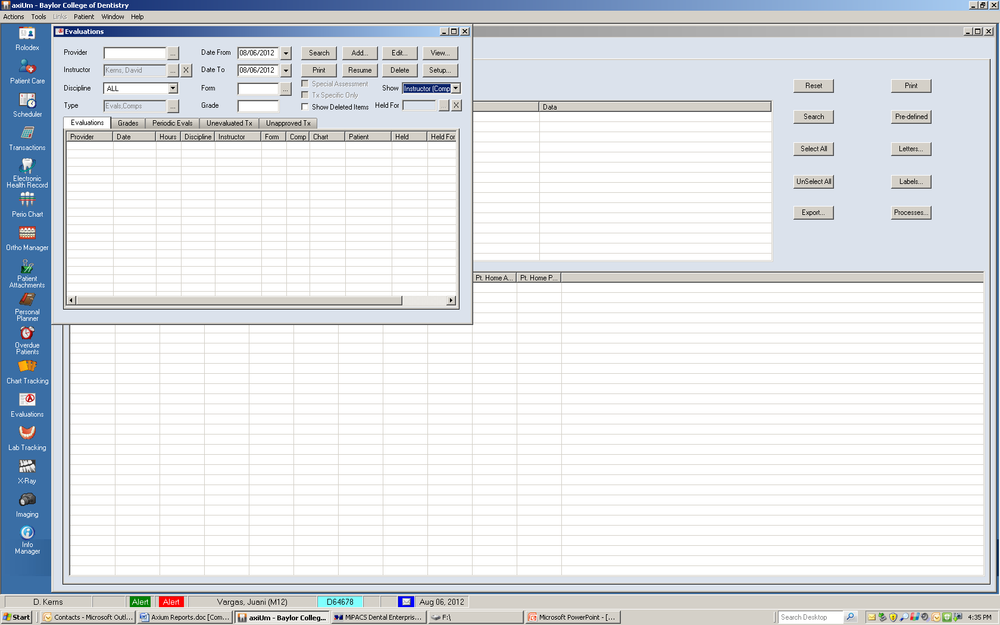 axiUm - Baylor College of Dentistry
Actions Tools Links Patient Window Help
Rolodex
Patient Care
Scheduler
Transactions
Electronic
Health Record
Perio Chart
Ortho Manager
Patient
Attachments
Personal
Planner
Overdue
Patients
Chart Tracking
Evaluations
Lab Tracking
X-Ray
Imaging
Info
Manager
Evaluations
Provider ... Date From 08/06/2012 Search Add... Edit... View...
Instructor Kerns, David ... X Date To 08/06/2012 Print Resume Delete Setup...
Discipline ALL Form ... Special Assessment Show Instructor (Comp
Tx Specific Only
Type Evals,Comps ... Grade Show Deleted Items Held For ... X
Evaluations Grades Periodic Evals Unevaluated Tx Unapproved Tx
Provider Date Hours Discipline Instructor Form Comp Chart Patient Held Held For
Data
Reset Print
Search Pre-defined
Select All Letters...
UnSelect All Labels...
Export... Processes...
Pt. Home A... Pt. Home P...
D. Kerns Alert Alert Vargas, Juani (M12) D64678 Aug 06, 2012
Start Contacts - Microsoft Outl... Axium Reports.doc [Com... axiUm - Baylor Colleg... MiPACS Dental Enterpris... F:\ Microsoft PowerPoint - [... Search Desktop 4:35 PM